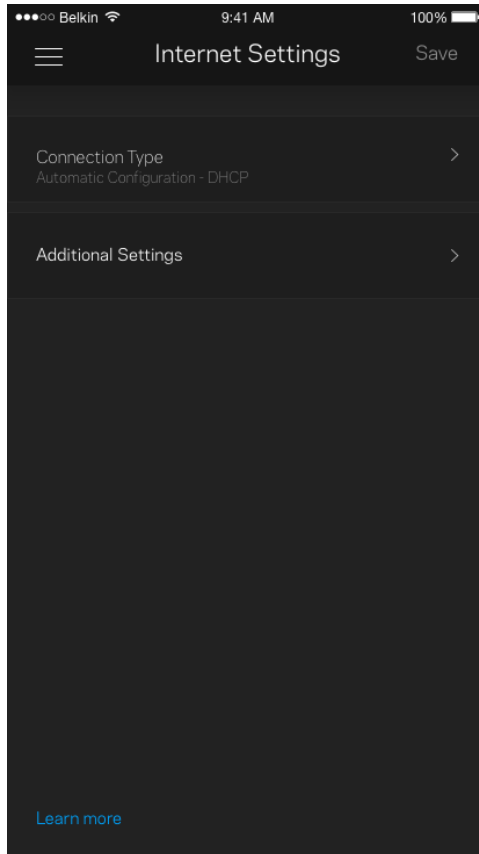 Belkin 9:41 AM 100%
Internet Settings Save
Connection Type
Automatic Configuration - DHCP
Additional Settings
Learn more